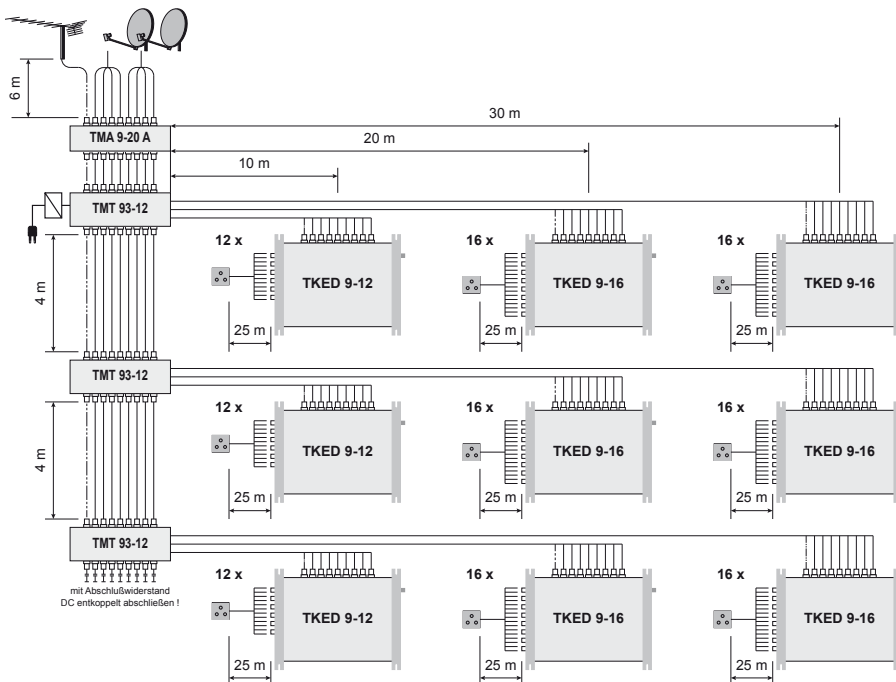 6 m
TMA 9-20 A
30 m
20 m
10 m
TMT 93-12
12 x
TKED 9-12
25 m
16 x
TKED 9-16
25 m
16 x
TKED 9-16
25 m
4 m
TMT 93-12
12 x
TKED 9-12
25 m
16 x
TKED 9-16
25 m
16 x
TKED 9-16
25 m
4 m
TMT 93-12
mit Abschlußwiderstand
DC entkoppelt abschließen !
12 x
TKED 9-12
25 m
16 x
TKED 9-16
25 m
16 x
TKED 9-16
25 m